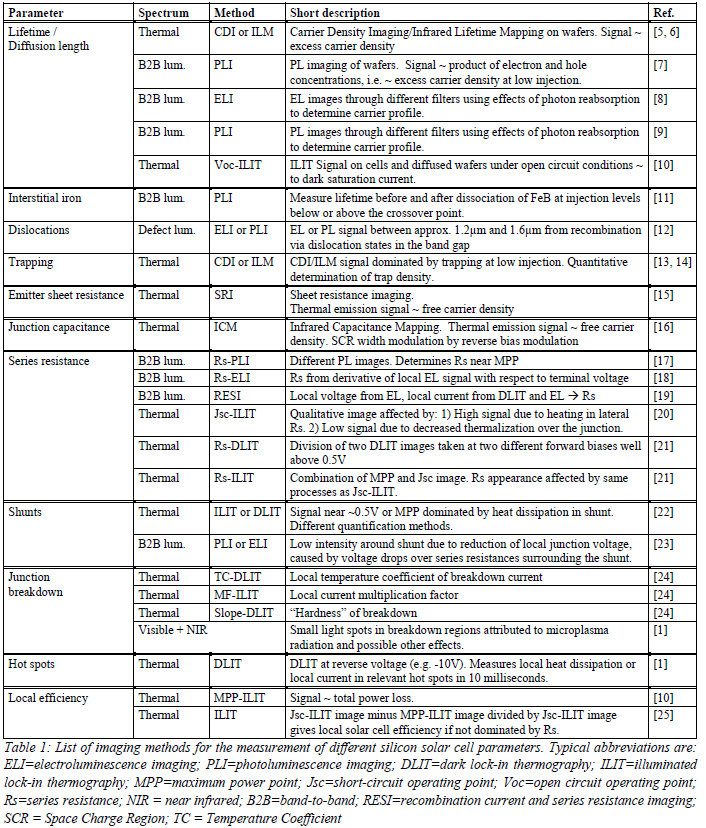 Parameter Spectrum Method Short description Ref.
Lifetime / Thermal CDI or ILM Carrier Density Imaging/Infrared Lifetime Mapping on wafers. Signal ~ [5, 6]
Diffusion length excess carrier density
B2B lum. PLI PL imaging of wafers. Signal ~ product of electron and hole [7]
concentrations, i.e. ~ excess carrier density at low injection.
B2B lum. ELI EL images through different filters using effects of photon reabsorption [8]
to determine carrier profile.
B2B lum. PLI PL images through different filters using effects of photon reabsorption [9]
to determine carrier profile.
Thermal Voc-ILIT ILIT Signal on cells and diffused wafers under open circuit conditions ~ [10]
to dark saturation current.
Interstitial iron B2B lum. PLI Measure lifetime before and after dissociation of FeB at injection levels [11]
below or above the crossover point.
Dislocations Defect lum. ELI or PLI EL or PL signal between approx. 1.2µm and 1.6µm from recombination [12]
via dislocation states in the band gap
Trapping Thermal CDI or ILM CDI/ILM signal dominated by trapping at low injection. Quantitative [13, 14]
determination of trap density.
Emitter sheet resistance Thermal SRI Sheet resistance imaging. [15]
Thermal emission signal ~ free carrier density
Junction capacitance Thermal ICM Infrared Capacitance Mapping. Thermal emission signal ~ free carrier [16]
density. SCR width modulation by reverse bias modulation
Series resistance B2B lum. Rs-PLI Different PL images. Determines Rs near MPP [17]
B2B lum. Rs-ELI Rs from derivative of local EL signal with respect to terminal voltage [18]
B2B lum. RESI Local voltage from EL, local current from DLIT and EL → Rs [19]
Thermal Jsc-ILIT Qualitative image affected by: 1) High signal due to heating in lateral [20]
Rs. 2) Low signal due to decreased thermalization over the junction.
Thermal Rs-DLIT Division of two DLIT images taken at two different forward biases well [21]
above 0.5V
Thermal Rs-ILIT Combination of MPP and Jsc image. Rs appearance affected by same [21]
processes as Jsc-ILIT.
Shunts Thermal ILIT or DLIT Signal near ~0.5V or MPP dominated by heat dissipation in shunt. [22]
Different quantification methods.
B2B lum. PLI or ELI Low intensity around shunt due to reduction of local junction voltage, [23]
caused by voltage drops over series resistances surrounding the shunt.
Junction Thermal TC-DLIT Local temperature coefficient of breakdown current [24]
breakdown Thermal MF-ILIT Local current multiplication factor [24]
Thermal Slope-DLIT “Hardness” of breakdown [24]
Visible + NIR Small light spots in breakdown regions attributed to microplasma [1]
radiation and possible other effects.
Hot spots Thermal DLIT DLIT at reverse voltage (e.g. -10V). Measures local heat dissipation or [1]
local current in relevant hot spots in 10 milliseconds.
Local efficiency Thermal MPP-ILIT Signal ~ total power loss. [10]
Thermal ILIT Jsc-ILIT image minus MPP-ILIT image divided by Jsc-ILIT image [25]
gives local solar cell efficiency if not dominated by Rs.
Table 1: List of imaging methods for the measurement of different silicon solar cell parameters. Typical abbreviations are:
ELI=electroluminescence imaging; PLI=photoluminescence imaging; DLIT=dark lock-in thermography; ILIT=illuminated
lock-in thermography; MPP=maximum power point; Jsc=short-circuit operating point; Voc=open circuit operating point;
Rs=series resistance; NIR = near infrared; B2B=band-to-band; RESI=recombination current and series resistance imaging;
SCR = Space Charge Region; TC = Temperature Coefficient